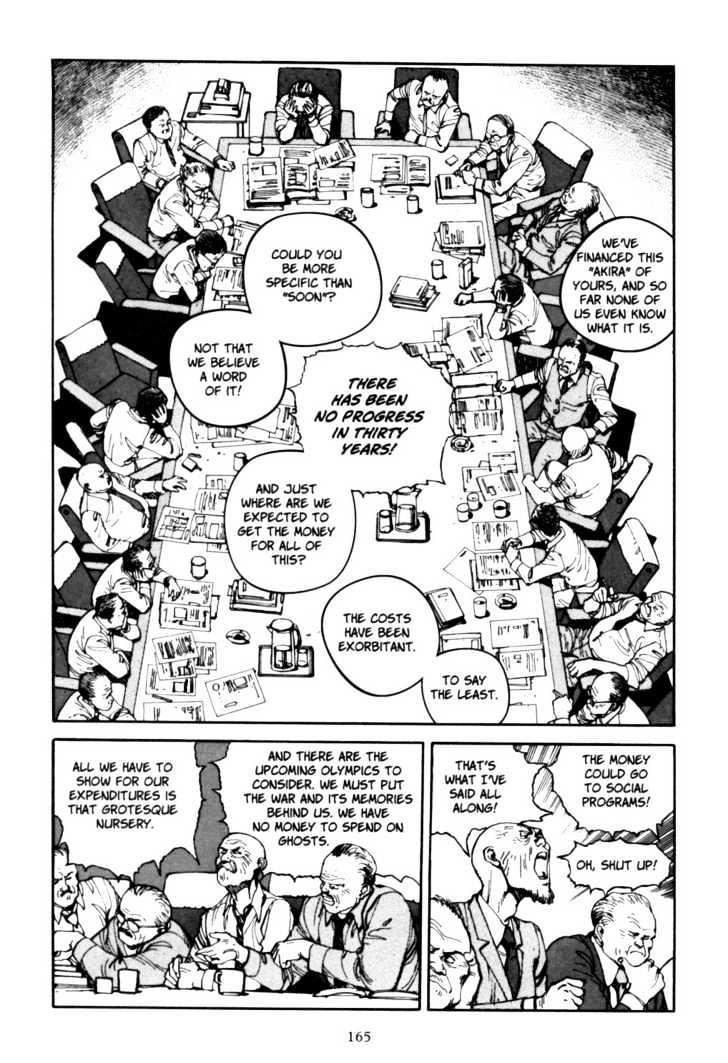 COULD YOU
BE MORE
SPECIFIC THAN
"SOON"?
WE'VE
FINANCED THIS
"AKIRA" OF
YOURS, AND SO
FAR NONE OF
US EVEN KNOW
WHAT IT IS.
NOT THAT
WE BELIEVE
A WORD
OF IT!
THERE
HAS BEEN
NO PROGRESS
IN THIRTY
YEARS!
AND JUST
WHERE ARE WE
EXPECTED TO
GET THE MONEY
FOR ALL OF
THIS?
THE COSTS
HAVE BEEN
EXORBITANT.
TO SAY
THE LEAST.
ALL WE HAVE TO
SHOW FOR OUR
EXPENDITURES IS
THAT GROTESQUE
NURSERY.
AND THERE ARE THE
UPCOMING OLYMPICS TO
CONSIDER. WE MUST PUT
THE WAR AND ITS MEMORIES
BEHIND US. WE HAVE
NO MONEY TO SPEND ON
GHOSTS.
THAT'S
WHAT I'VE
SAID ALL
ALONG!
THE MONEY
COULD GO
TO SOCIAL
PROGRAMS!
OH, SHUT UP!
165